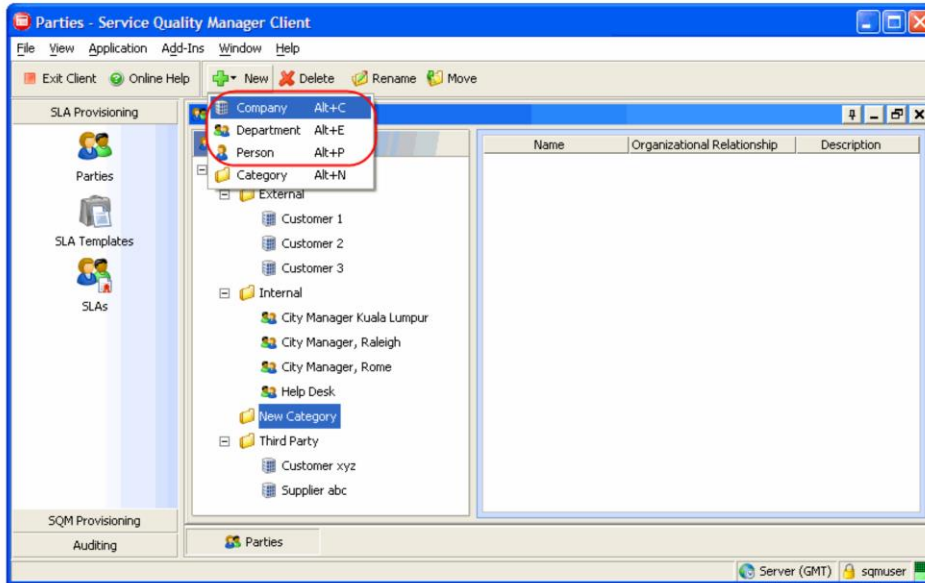 Parties - Service Quality Manager Client
File View Application Add-Ins Window Help
Exit Client Online Help New Delete Rename Move
SLA Provisioning
Parties
SLA Templates
SLAs
SQM Provisioning
Auditing
Company Alt+C
Department Alt+E
Person Alt+P
Category Alt+N
External
Customer 1
Customer 2
Customer 3
Internal
City Manager Kuala Lumpur
City Manager, Raleigh
City Manager, Rome
Help Desk
New Category
Third Party
Customer xyz
Supplier abc
Name Organizational Relationship Description
Parties
Server (GMT) sqmuser